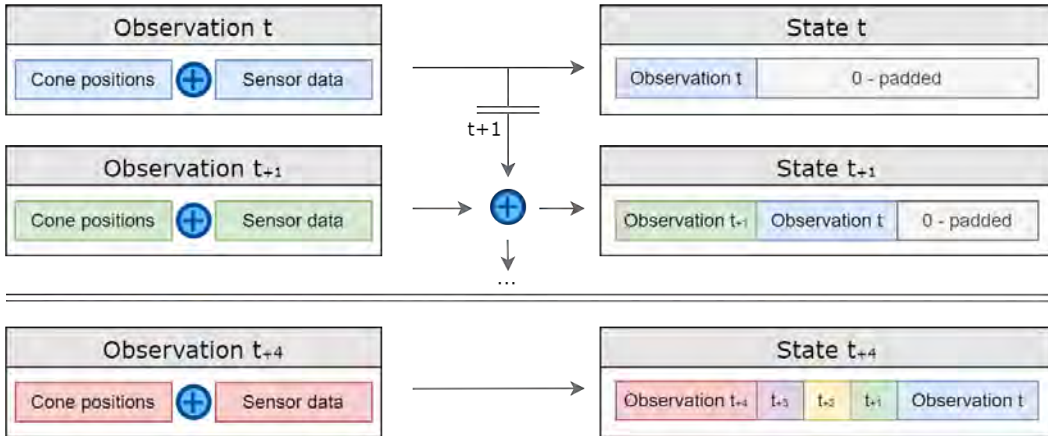 Observation t
State t
Cone positions + Sensor data
Observation t
0 - padded
t+1
Observation t+1
State t+1
Cone positions + Sensor data
Observation t+1
Observation t
0 - padded
...
Observation t+4
State t+4
Cone positions + Sensor data
Observation t+4
t+3
t+2
t+1
Observation t